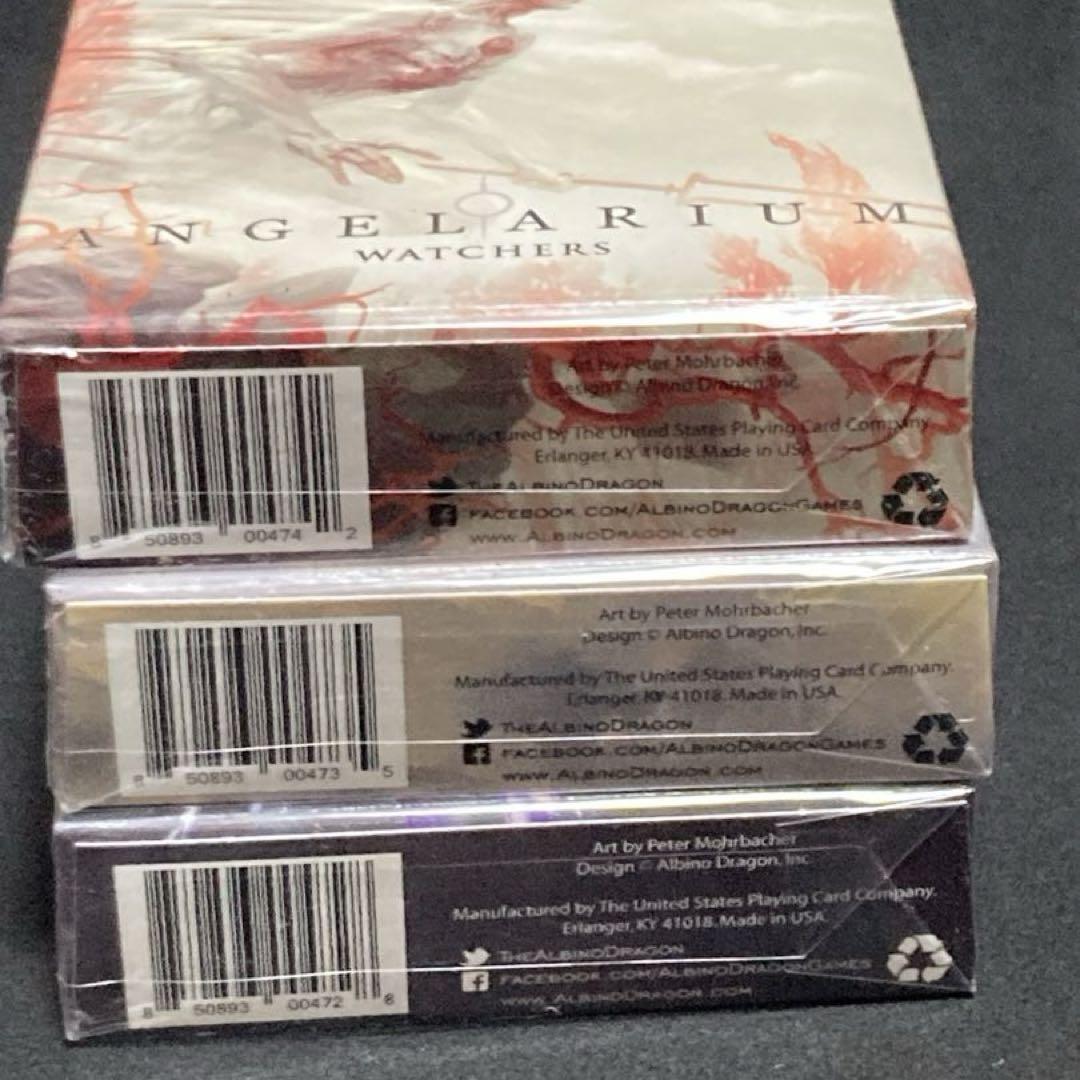 ANGELARIUM
WATCHERS
Art by Peter Mohrbacher
Design © Albino Dragon, Inc.
Manufactured by The United States Playing Card Company.
Erlanger, KY 41018. Made in USA.
THEALBINODRAGON
FACEBOOK.COM/ALBINODRAGONGAMES
WWW.ALBINODRAGON.COM
8 50893 00474 2
Art by Peter Mohrbacher
Design © Albino Dragon, Inc.
Manufactured by The United States Playing Card Company.
Erlanger, KY 41018. Made in USA.
THEALBINODRAGON
FACEBOOK.COM/ALBINODRAGONGAMES
WWW.ALBINODRAGON.COM
8 50893 00473 5
Art by Peter Mohrbacher
Design © Albino Dragon, Inc.
Manufactured by The United States Playing Card Company.
Erlanger, KY 41018. Made in USA.
THEALBINODRAGON
FACEBOOK.COM/ALBINODRAGONGAMES
WWW.ALBINODRAGON.COM
8 50893 00472 8